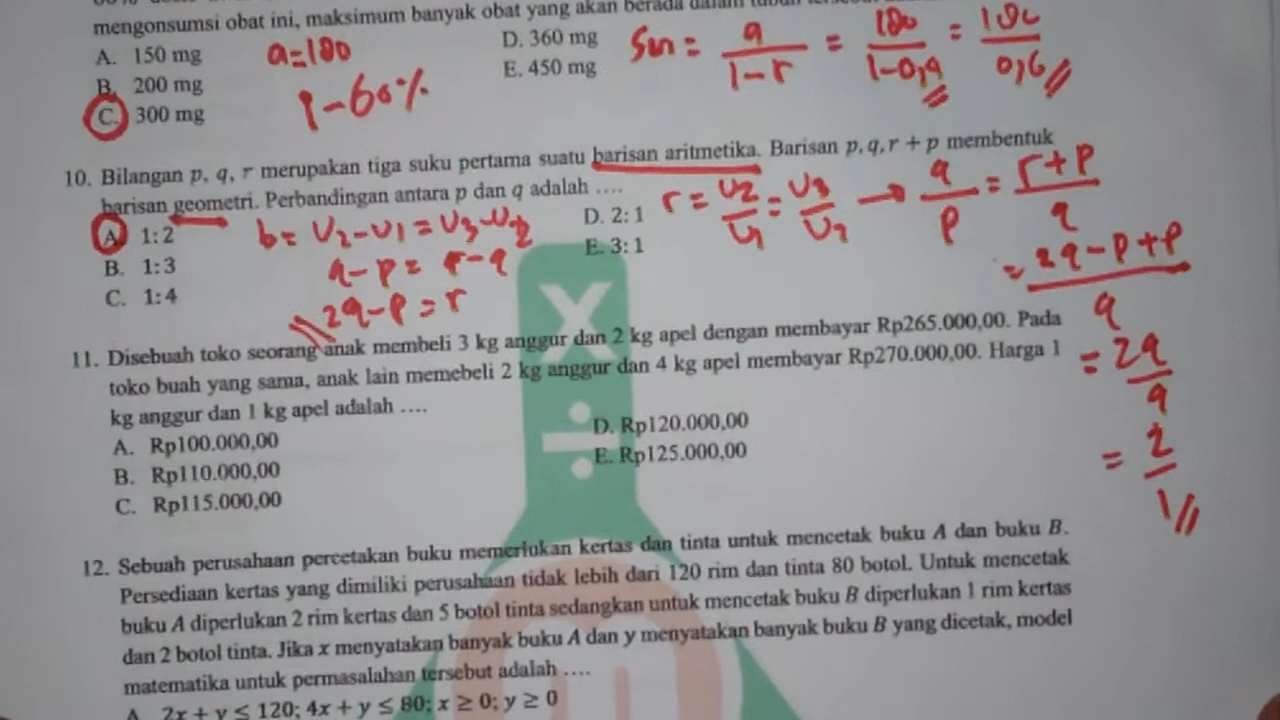 mengonsumsi obat ini, maksimum banyak obat yang akan berada dalam tubuh
A. 150 mg
B. 200 mg
C. 300 mg
D. 360 mg
E. 450 mg
a=180
1-60%
= a/1-r = 180/1-0,4 = 180/0,6
10. Bilangan p, q, r merupakan tiga suku pertama suatu barisan aritmetika. Barisan p, q, r + p membentuk
barisan geometri. Perbandingan antara p dan q adalah ....
A. 1:2
B. 1:3
C. 1:4
D. 2:1
E. 3:1
b= U2-U1 = U3-U2
q-p= r-q
2q-p=r
r = U2/U1 = U3/U2 → q/p = r+p/q
= 2q-p+p/q
= 2q/q
= 2/1
11. Disebuah toko seorang anak membeli 3 kg anggur dan 2 kg apel dengan membayar Rp265.000,00. Pada
toko buah yang sama, anak lain memebeli 2 kg anggur dan 4 kg apel membayar Rp270.000,00. Harga 1
kg anggur dan 1 kg apel adalah ....
A. Rp100.000,00
B. Rp110.000,00
C. Rp115.000,00
D. Rp120.000,00
E. Rp125.000,00
12. Sebuah perusahaan percetakan buku memerlukan kertas dan tinta untuk mencetak buku A dan buku B.
Persediaan kertas yang dimiliki perusahaan tidak lebih dari 120 rim dan tinta 80 botol. Untuk mencetak
buku A diperlukan 2 rim kertas dan 5 botol tinta sedangkan untuk mencetak buku B diperlukan 1 rim kertas
dan 2 botol tinta. Jika x menyatakan banyak buku A dan y menyatakan banyak buku B yang dicetak, model
matematika untuk permasalahan tersebut adalah ....
A. 2x + y ≤ 120; 4x + y ≤ 80; x ≥ 0; y ≥ 0